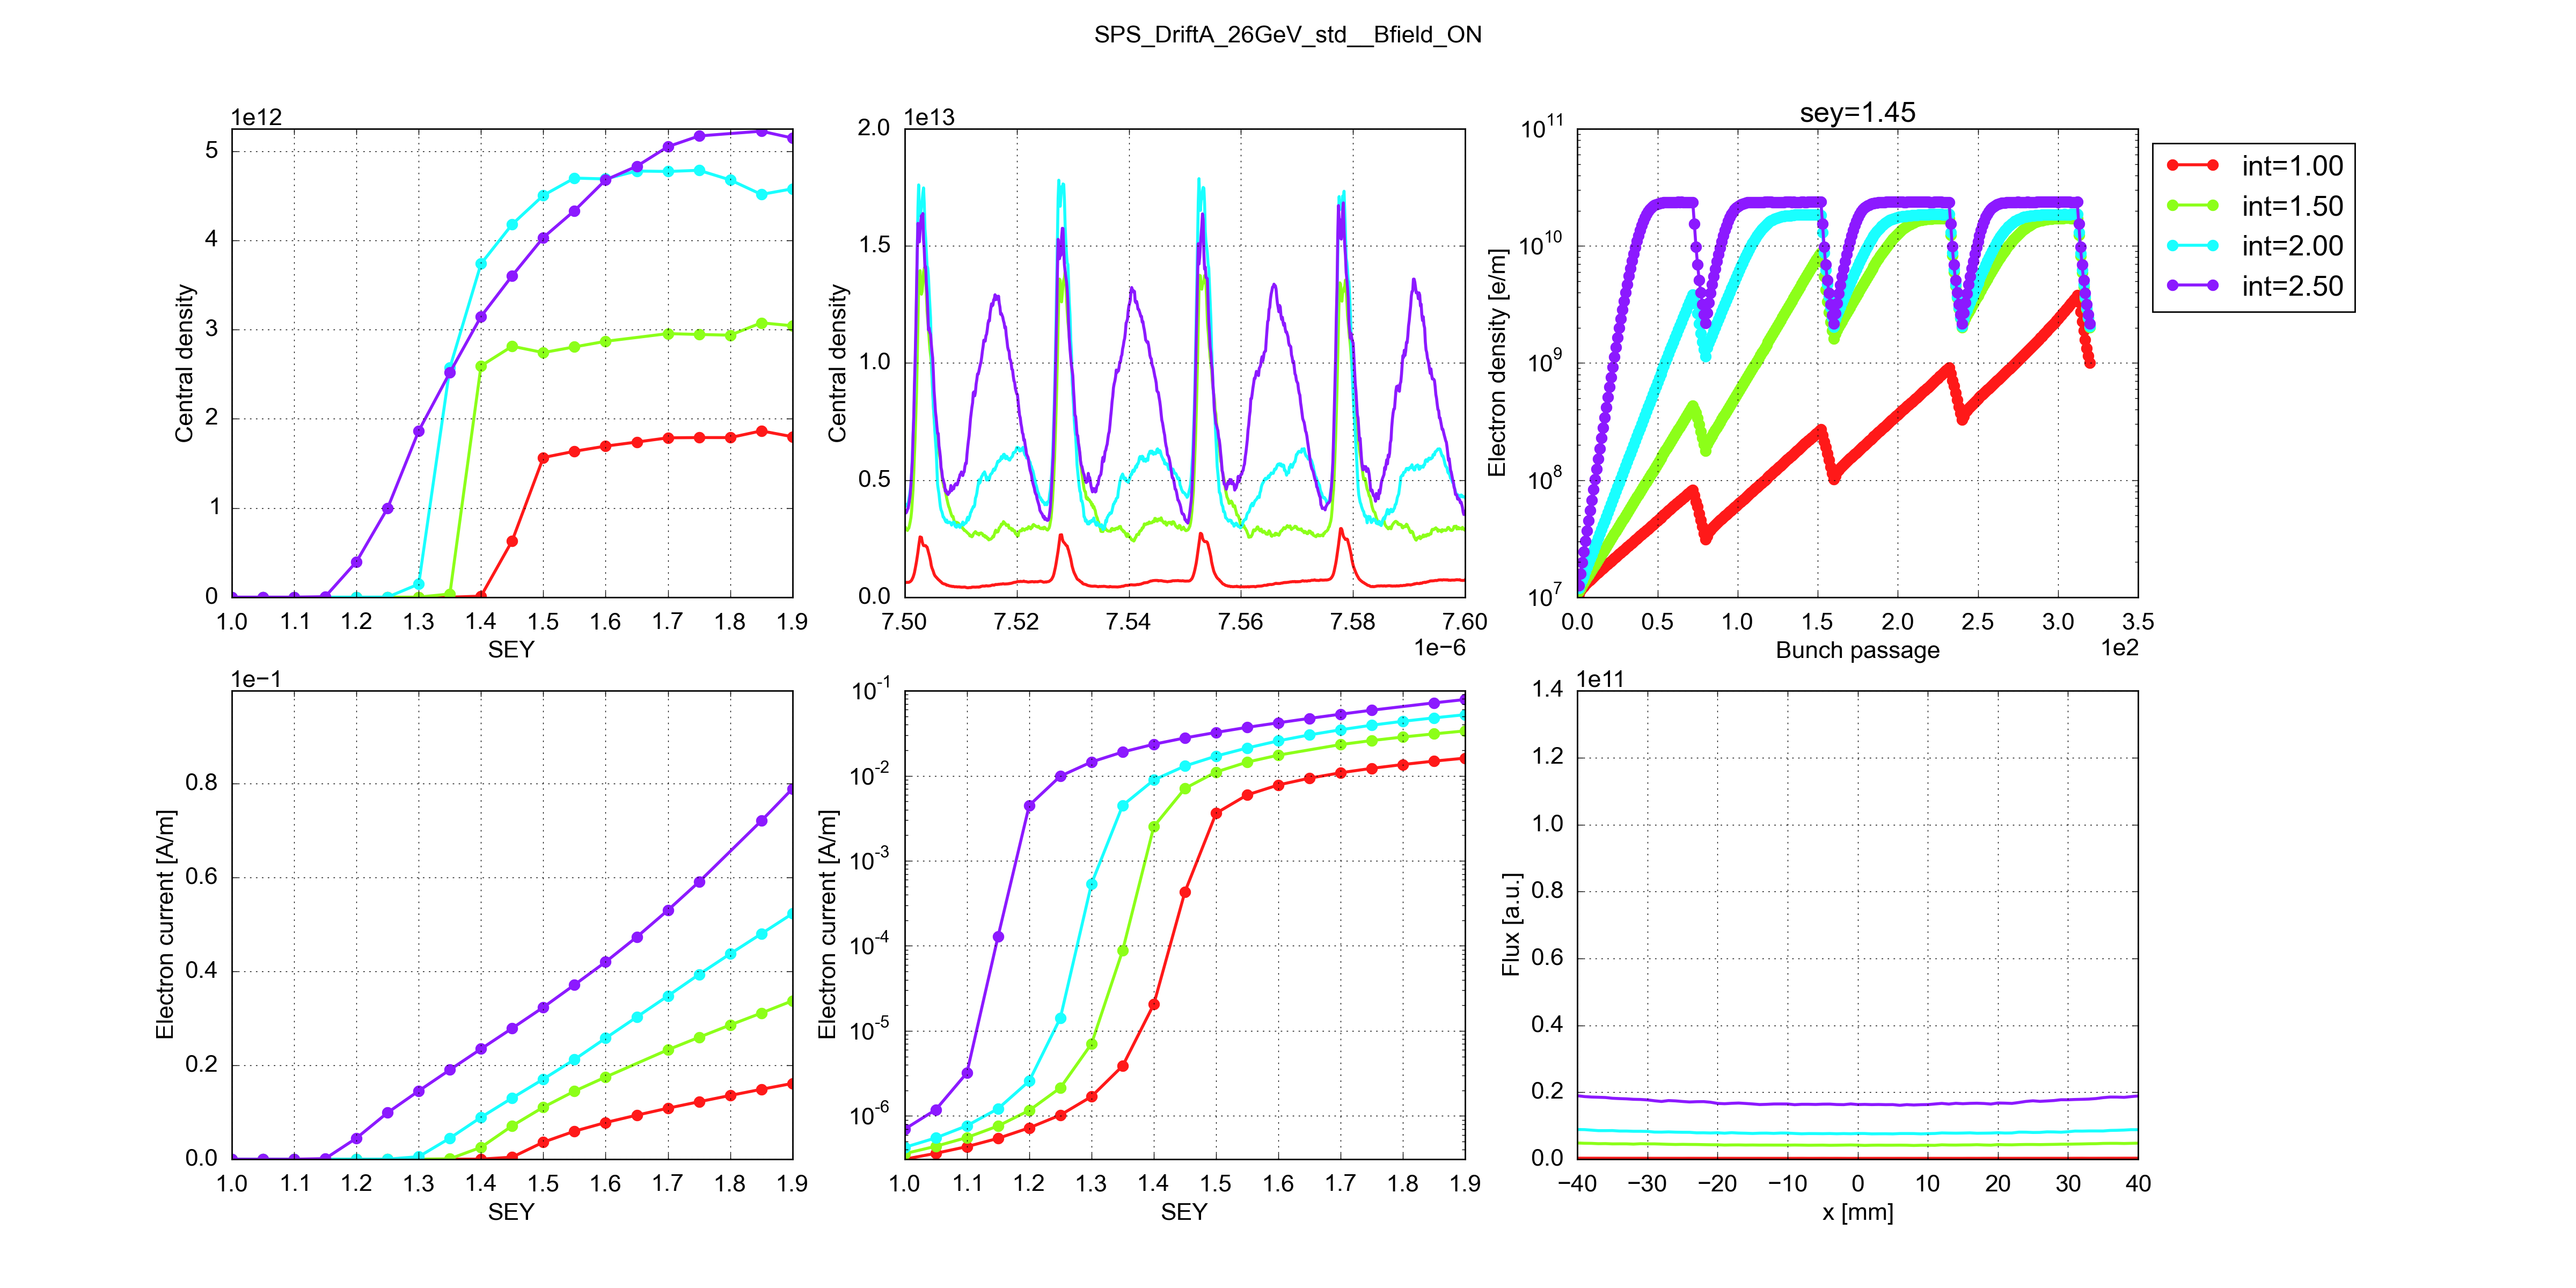 SPS_DriftA_26GeV_std__Bfield_ON
1e12
5
4
3
2
1
0
Central density
1.0 1.1 1.2 1.3 1.4 1.5 1.6 1.7 1.8 1.9
SEY
1e13
2.0
1.5
1.0
0.5
0.0
Central density
7.50 7.52 7.54 7.56 7.58 7.60
1e−6
sey=1.45
10^11
10^10
10^9
10^8
10^7
Electron density [e/m]
0.0 0.5 1.0 1.5 2.0 2.5 3.0 3.5
Bunch passage
1e2
int=1.00
int=1.50
int=2.00
int=2.50
1e−1
0.8
0.6
0.4
0.2
0.0
Electron current [A/m]
1.0 1.1 1.2 1.3 1.4 1.5 1.6 1.7 1.8 1.9
SEY
10^-1
10^-2
10^-3
10^-4
10^-5
10^-6
Electron current [A/m]
1.0 1.1 1.2 1.3 1.4 1.5 1.6 1.7 1.8 1.9
SEY
1e11
1.4
1.2
1.0
0.8
0.6
0.4
0.2
0.0
Flux [a.u.]
−40 −30 −20 −10 0 10 20 30 40
x [mm]